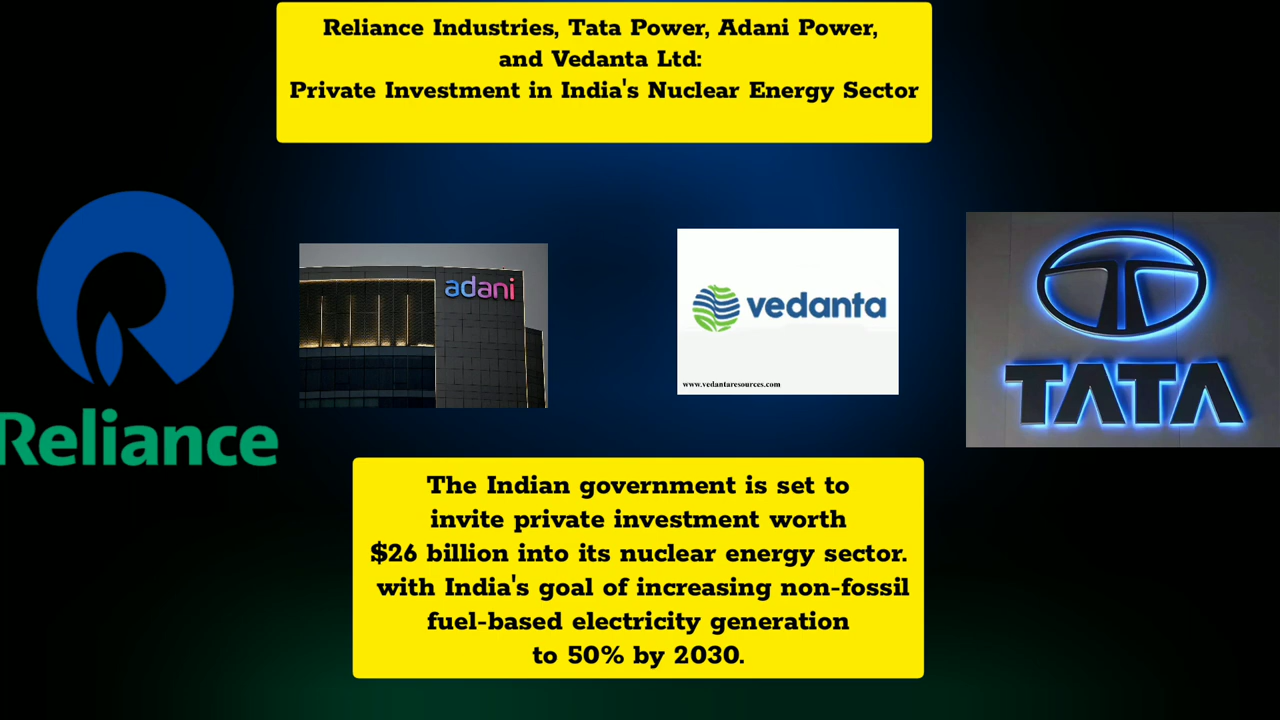 Reliance Industries, Tata Power, Adani Power,
and Vedanta Ltd:
Private Investment in India's Nuclear Energy Sector
Reliance
adani
vedanta
www.vedantaresources.com
TATA
The Indian government is set to
invite private investment worth
$26 billion into its nuclear energy sector.
with India's goal of increasing non-fossil
fuel-based electricity generation
to 50% by 2030.